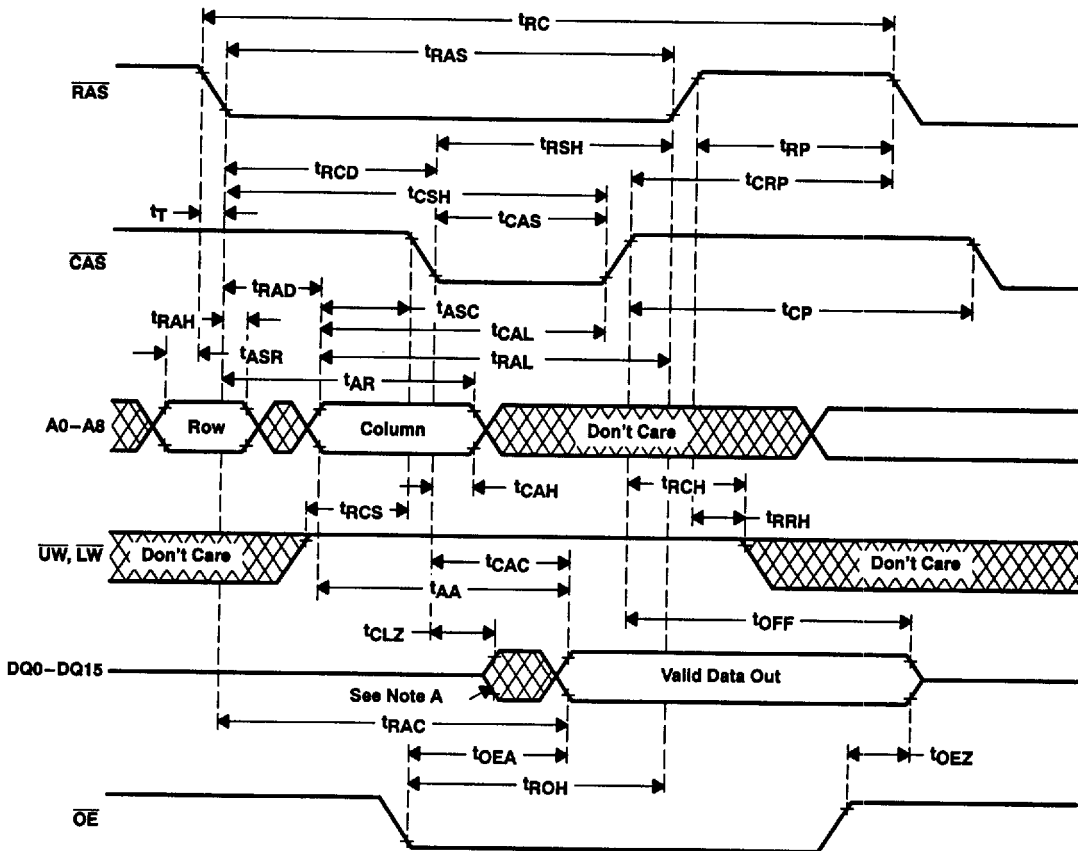 tRC
tRAS
RAS
tRSH
tRP
tRCD
tCRP
tCSH
tT
tCAS
CAS
tRAD
tASC
tCP
tRAH
tCAL
tASR
tRAL
tAR
A0–A8
Row
Column
Don't Care
tCAH
tRCH
tRCS
tRRH
UW, LW
Don't Care
tCAC
Don't Care
tAA
tCLZ
tOFF
DQ0–DQ15
Valid Data Out
See Note A
tRAC
tOEA
tOEZ
tROH
OE